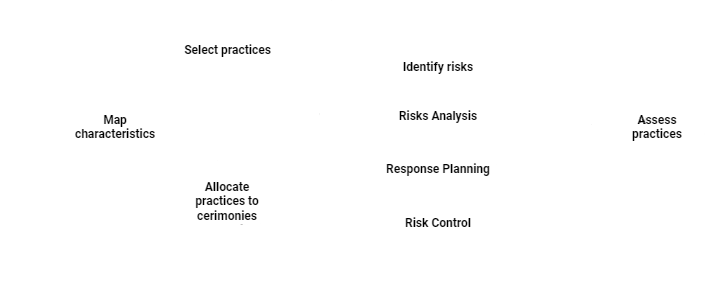 Select practices
Identify risks
Map
characteristics
Risks Analysis
Assess
practices
Response Planning
Allocate
practices to
cerimonies
Risk Control